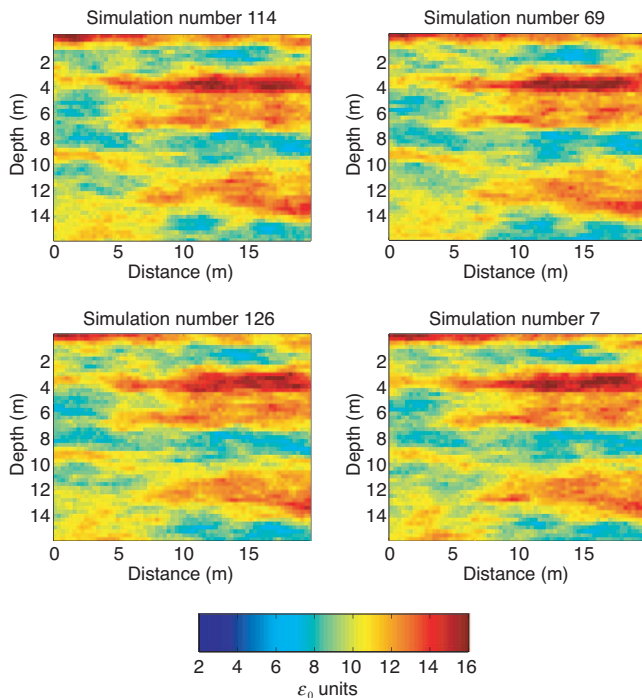 Simulation number 114
Simulation number 69
Depth (m)
2
4
6
8
10
12
14
0 5 10 15
Distance (m)
Depth (m)
2
4
6
8
10
12
14
0 5 10 15
Distance (m)
Simulation number 126
Simulation number 7
Depth (m)
2
4
6
8
10
12
14
0 5 10 15
Distance (m)
Depth (m)
2
4
6
8
10
12
14
0 5 10 15
Distance (m)
2 4 6 8 10 12 14 16
ε₀ units